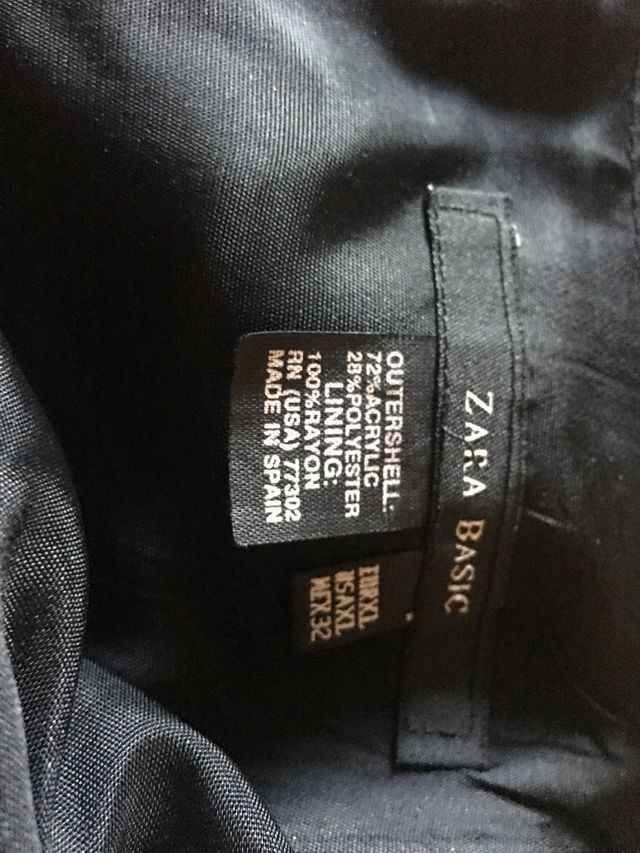 ZARA BASIC
OUTERSHELL:
72%ACRYLIC
28%POLYESTER
LINING:
100%RAYON
RN (USA) 77302
MADE IN SPAIN
EUR XL
USA XL
MEX 32